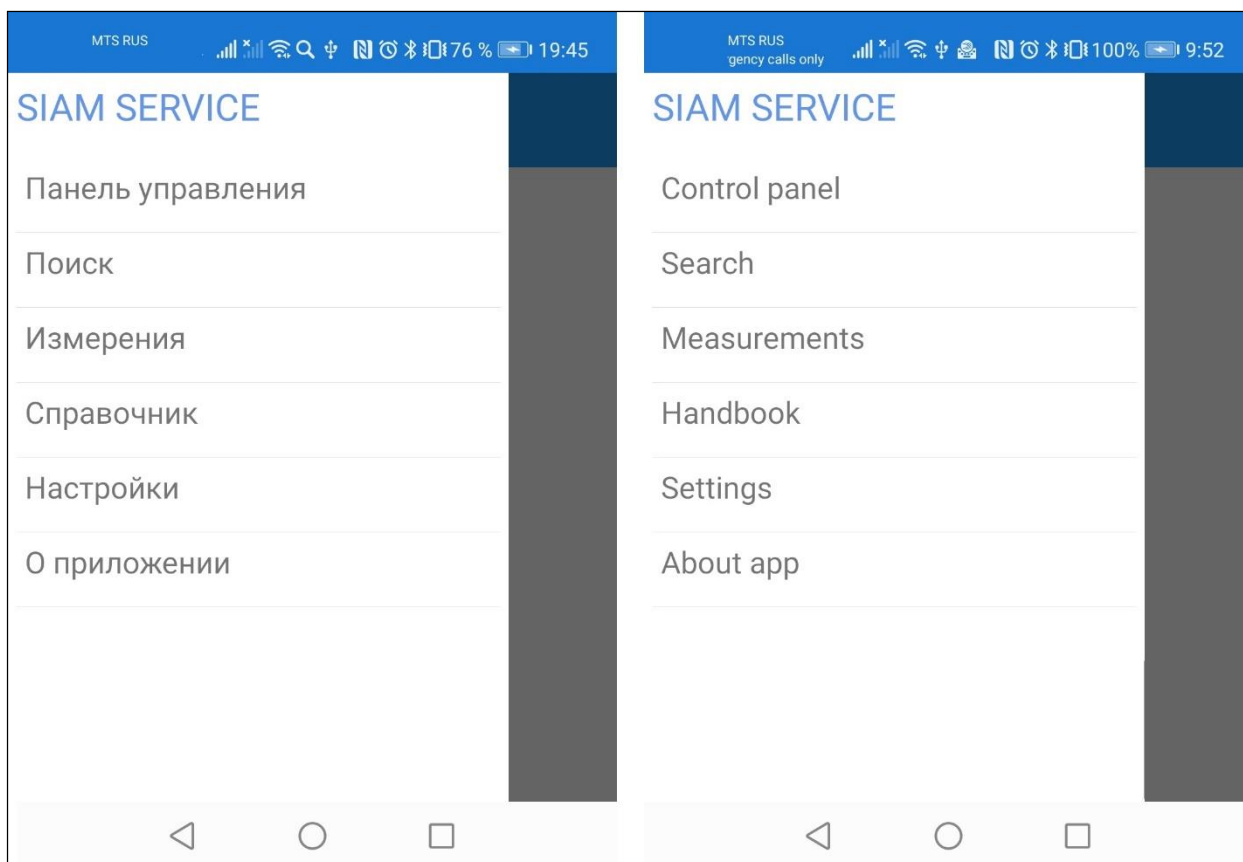 MTS RUS
76 % 19:45
SIAM SERVICE
Панель управления
Поиск
Измерения
Справочник
Настройки
О приложении
MTS RUS
gency calls only
100% 9:52
SIAM SERVICE
Control panel
Search
Measurements
Handbook
Settings
About app